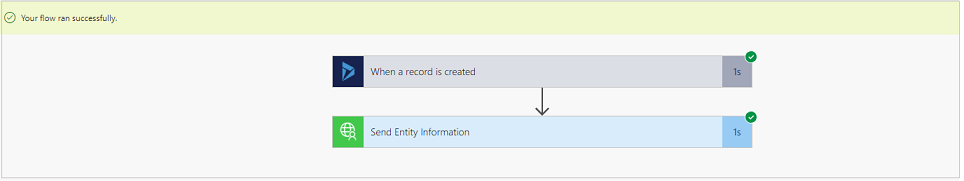 Your flow ran successfully.
When a record is created 1s
Send Entity Information 1s